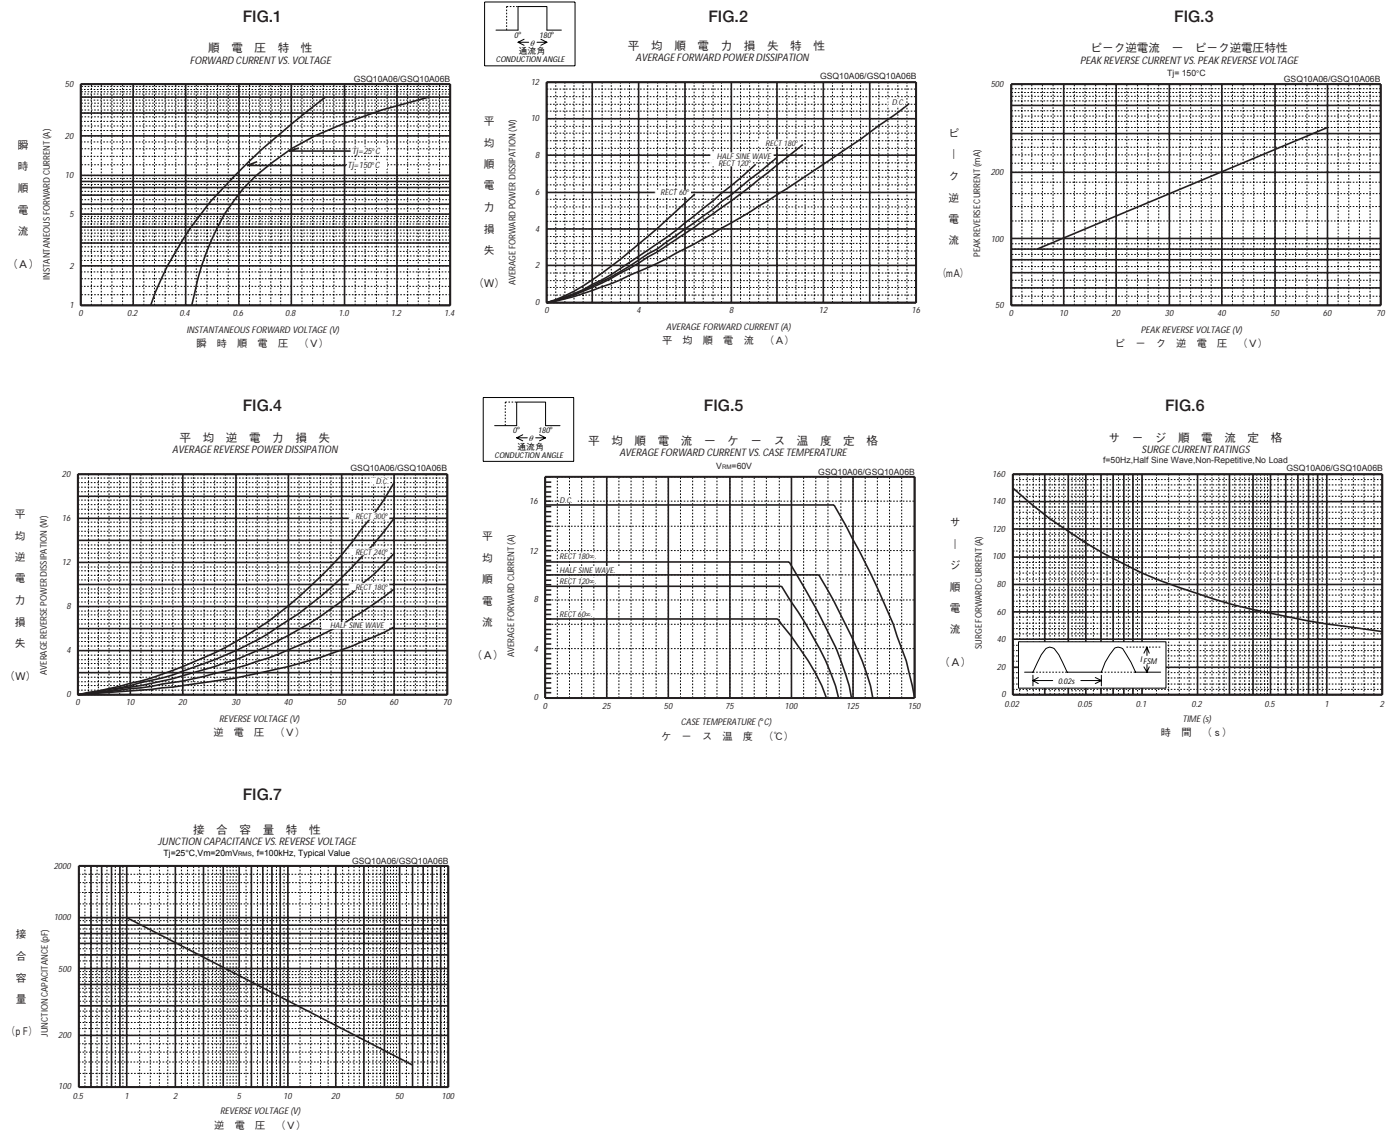 FIG.1
順 電 圧 特 性
FORWARD CURRENT VS. VOLTAGE
GSQ10A06/GSQ10A06B
瞬時順電流 (A)
INSTANTANEOUS FORWARD CURRENT (A)
50
20
10
5
2
1
Tj=25°C
Tj=150°C
0 0.2 0.4 0.6 0.8 1.0 1.2 1.4
INSTANTANEOUS FORWARD VOLTAGE (V)
瞬 時 順 電 圧 (V)
0° 180°
θ
通流角
CONDUCTION ANGLE
FIG.2
平 均 順 電 力 損 失 特 性
AVERAGE FORWARD POWER DISSIPATION
GSQ10A06/GSQ10A06B
平均順電力損失 (W)
AVERAGE FORWARD POWER DISSIPATION (W)
12
10
8
6
4
2
0
D.C.
RECT 180°
HALF SINE WAVE
RECT 120°
RECT 60°
0 4 8 12 16
AVERAGE FORWARD CURRENT (A)
平 均 順 電 流 (A)
FIG.3
ピーク逆電流 ー ピーク逆電圧特性
PEAK REVERSE CURRENT VS. PEAK REVERSE VOLTAGE
Tj= 150°C
GSQ10A06/GSQ10A06B
ピーク逆電流 (mA)
PEAK REVERSE CURRENT (mA)
500
200
100
50
0 10 20 30 40 50 60 70
PEAK REVERSE VOLTAGE (V)
ピ ー ク 逆 電 圧 (V)
FIG.4
平 均 逆 電 力 損 失
AVERAGE REVERSE POWER DISSIPATION
GSQ10A06/GSQ10A06B
平均逆電力損失 (W)
AVERAGE REVERSE POWER DISSIPATION (W)
20
16
12
8
4
0
D.C.
RECT 300°
RECT 240°
RECT 180°
HALF SINE WAVE
0 10 20 30 40 50 60 70
REVERSE VOLTAGE (V)
逆 電 圧 (V)
0° 180°
θ
通流角
CONDUCTION ANGLE
FIG.5
平 均 順 電 流 ー ケ ー ス 温 度 定 格
AVERAGE FORWARD CURRENT VS. CASE TEMPERATURE
VRM=60V
GSQ10A06/GSQ10A06B
平均順電流 (A)
AVERAGE FORWARD CURRENT (A)
16
12
8
4
0
D.C.
RECT 180∞
HALF SINE WAVE
RECT 120∞
RECT 60∞
0 25 50 75 100 125 150
CASE TEMPERATURE (°C)
ケ ー ス 温 度 (℃)
FIG.6
サ ー ジ 順 電 流 定 格
SURGE CURRENT RATINGS
f=50Hz,Half Sine Wave,Non-Repetitive,No Load
GSQ10A06/GSQ10A06B
サージ順電流 (A)
SURGE FORWARD CURRENT (A)
160
140
120
100
80
60
40
20
0
IFSM
0.02s
0.02 0.05 0.1 0.2 0.5 1 2
TIME (s)
時 間 (s)
FIG.7
接 合 容 量 特 性
JUNCTION CAPACITANCE VS. REVERSE VOLTAGE
Tj=25°C,Vm=20mVRMS, f=100kHz, Typical Value
GSQ10A06/GSQ10A06B
接合容量 (pF)
JUNCTION CAPACITANCE (pF)
2000
1000
500
200
100
0.5 1 2 5 10 20 50 100
REVERSE VOLTAGE (V)
逆 電 圧 (V)